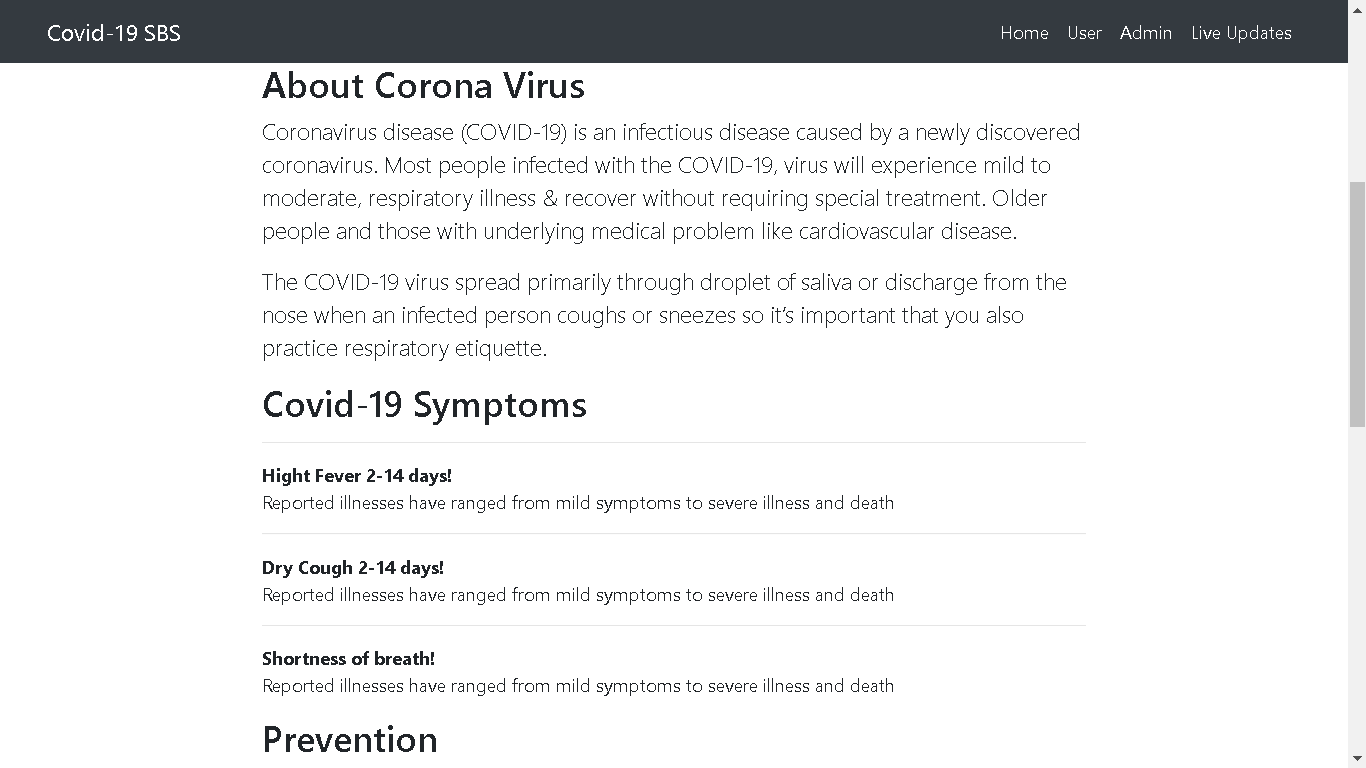 Covid-19 SBS
Home User Admin Live Updates
About Corona Virus
Coronavirus disease (COVID-19) is an infectious disease caused by a newly discovered
coronavirus. Most people infected with the COVID-19, virus will experience mild to
moderate, respiratory illness & recover without requiring special treatment. Older
people and those with underlying medical problem like cardiovascular disease.
The COVID-19 virus spread primarily through droplet of saliva or discharge from the
nose when an infected person coughs or sneezes so it’s important that you also
practice respiratory etiquette.
Covid-19 Symptoms
Hight Fever 2-14 days!
Reported illnesses have ranged from mild symptoms to severe illness and death
Dry Cough 2-14 days!
Reported illnesses have ranged from mild symptoms to severe illness and death
Shortness of breath!
Reported illnesses have ranged from mild symptoms to severe illness and death
Prevention